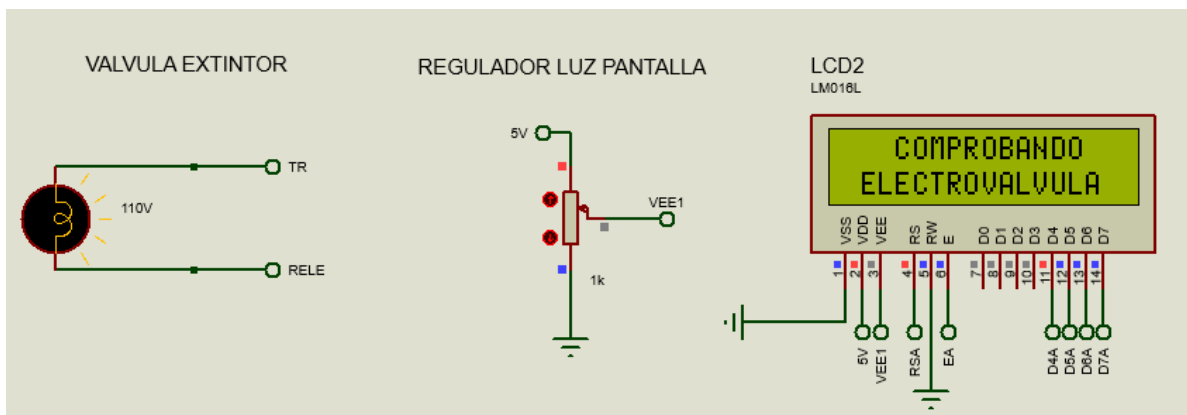 VALVULA EXTINTOR
REGULADOR LUZ PANTALLA
LCD2
LM016L
TR
110V
RELE
5V
VEE1
1k
COMPROBANDO
ELECTROVALVULA
VSS VDD VEE RS RW E D0 D1 D2 D3 D4 D5 D6 D7
1 2 3 4 5 6 7 8 9 10 11 12 13 14
5V VEE1 RSA EA D4A D5A D6A D7A